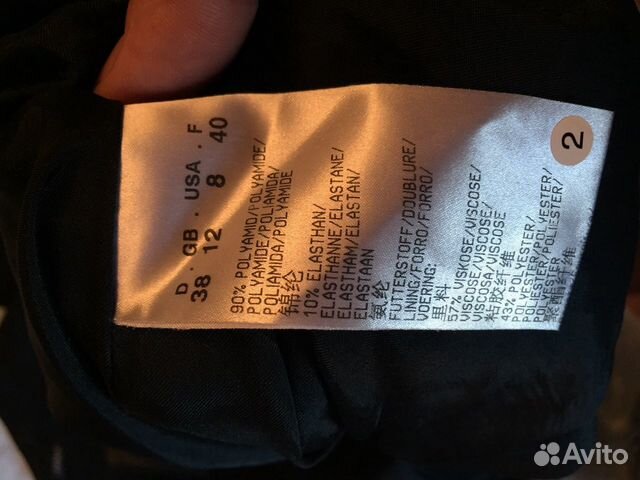 D . GB . USA . F
38 12 8 40
90% POLYAMID/POLYAMIDE/
POLYAMIDE/POLIAMIDA/
POLIAMIDA/POLYAMIDE
锦纶
10% ELASTHAN/
ELASTHANNE/ELASTANE/
ELASTHAM/ELASTAN/
ELASTAAN
氨纶
FUTTERSTOFF/DOUBLURE/
LINING/FORRO/FORRO/
VOERING:
里料
57% VISKOSE/VISCOSE/
VISCOSE/VISCOSE/
VISCOSA/VISCOSE
粘胶纤维
43% POLYESTER/
POLYESTER/POLYESTER/
POLYESTER/POLIESTER/
聚酯纤维
2
Avito